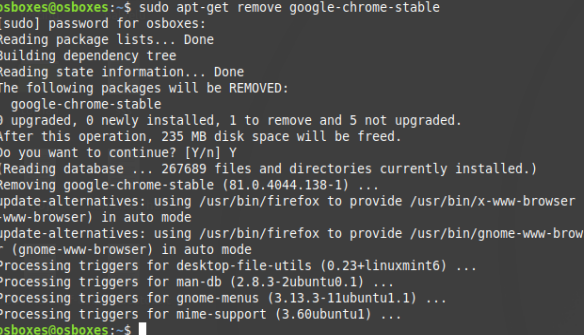 osboxes@osboxes:~$ sudo apt-get remove google-chrome-stable
[sudo] password for osboxes:
Reading package lists... Done
Building dependency tree
Reading state information... Done
The following packages will be REMOVED:
  google-chrome-stable
0 upgraded, 0 newly installed, 1 to remove and 5 not upgraded.
After this operation, 235 MB disk space will be freed.
Do you want to continue? [Y/n] Y
(Reading database ... 267689 files and directories currently installed.)
Removing google-chrome-stable (81.0.4044.138-1) ...
update-alternatives: using /usr/bin/firefox to provide /usr/bin/x-www-browser
-www-browser) in auto mode
update-alternatives: using /usr/bin/firefox to provide /usr/bin/gnome-www-brow
r (gnome-www-browser) in auto mode
Processing triggers for desktop-file-utils (0.23+linuxmint6) ...
Processing triggers for man-db (2.8.3-2ubuntu0.1) ...
Processing triggers for gnome-menus (3.13.3-11ubuntu1.1) ...
Processing triggers for mime-support (3.60ubuntu1) ...
osboxes@osboxes:~$